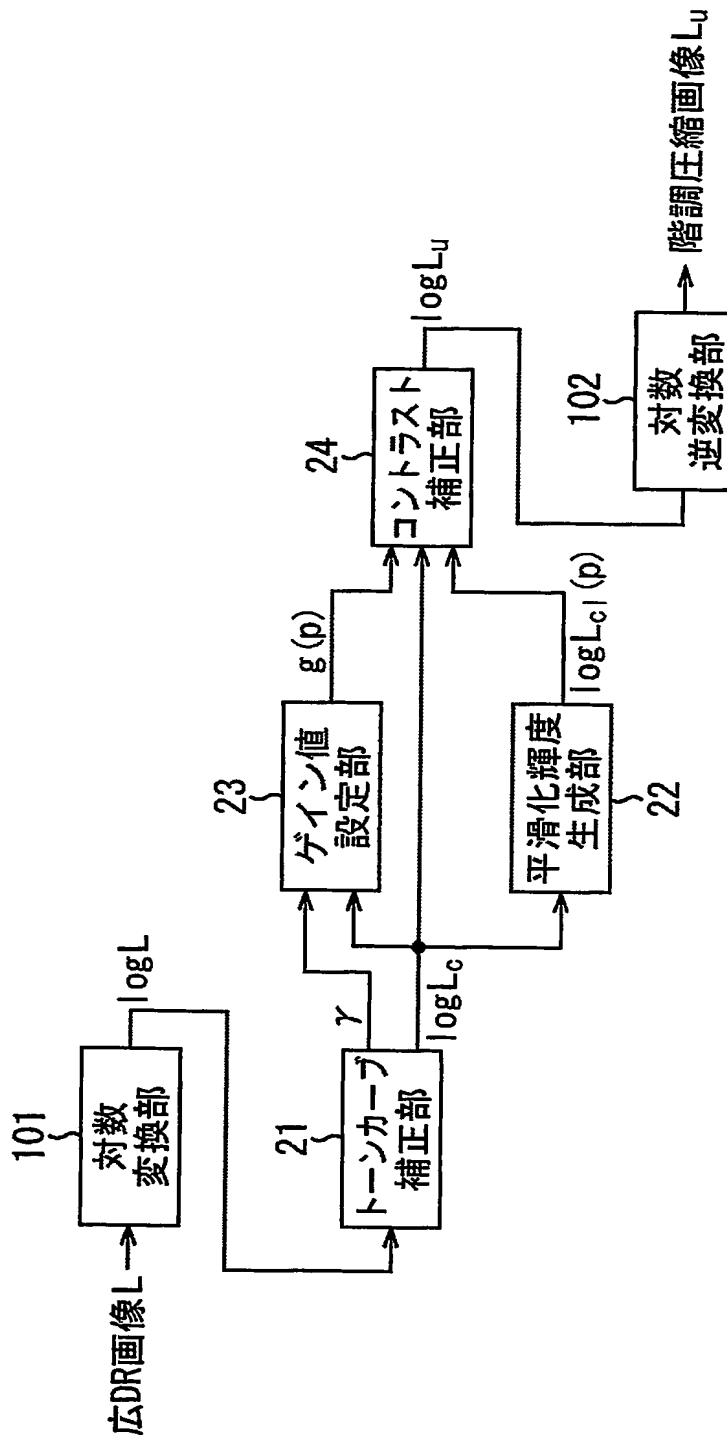 広DR画像L
101
対数
変換部
logL
21
トーンカーブ
補正部
γ
logLc
23
ゲイン値
設定部
g(p)
平滑化輝度
生成部
22
logLcl(p)
24
コントラスト
補正部
logLu
102
対数
逆変換部
階調圧縮画像Lu